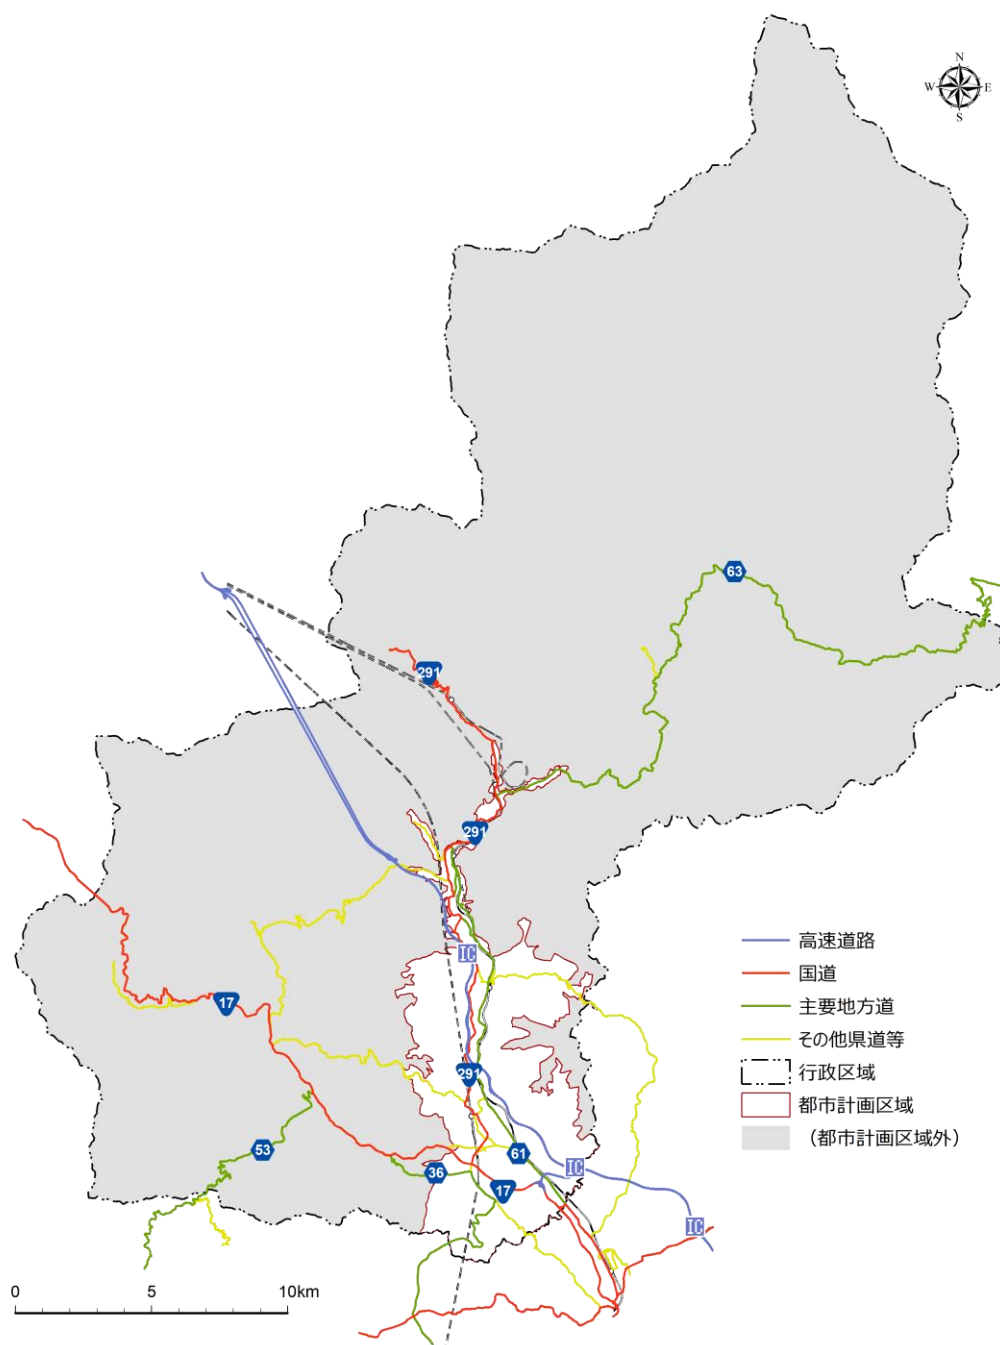 N
W E
S
63
291
291
IC
17
291
53
36
61
17
IC
IC
高速道路
国道
主要地方道
その他県道等
行政区域
都市計画区域
（都市計画区域外）
0 5 10km